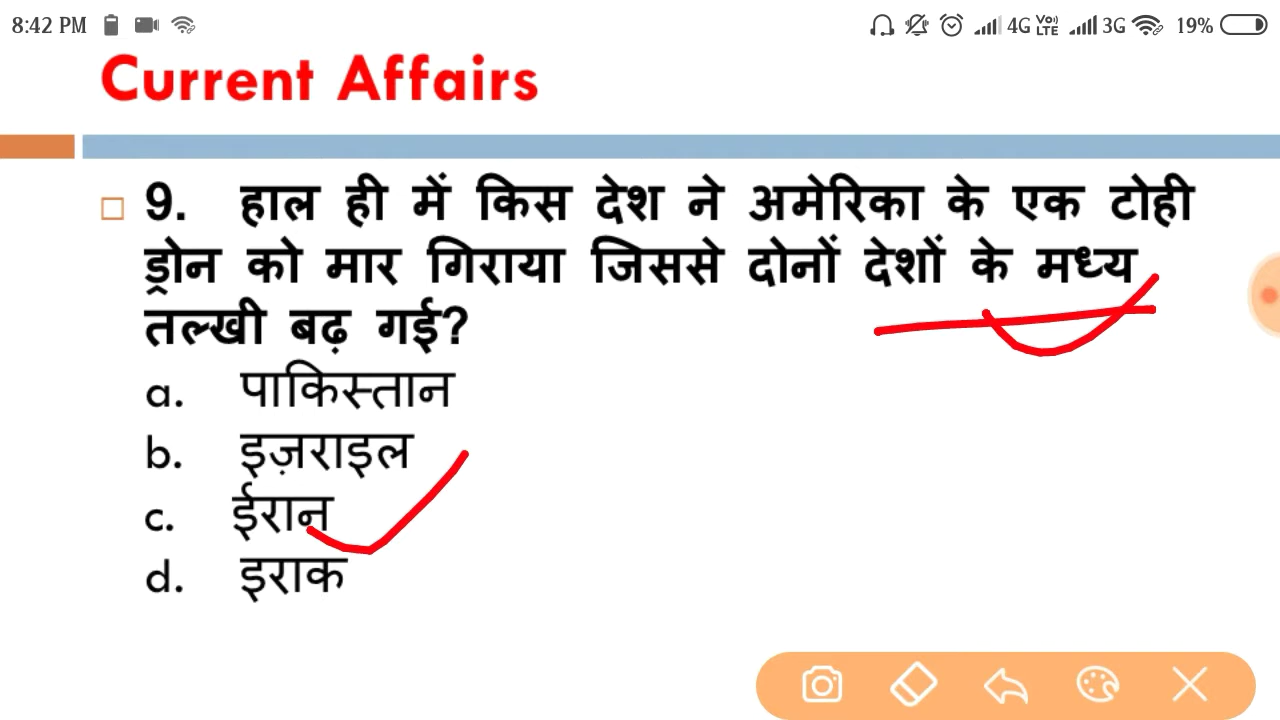 8:42 PM 4G VoLTE 3G 19%
Current Affairs
9. हाल ही में किस देश ने अमेरिका के एक टोही
ड्रोन को मार गिराया जिससे दोनों देशों के मध्य
तल्खी बढ़ गई?
a. पाकिस्तान
b. इज़राइल
c. ईरान
d. इराक